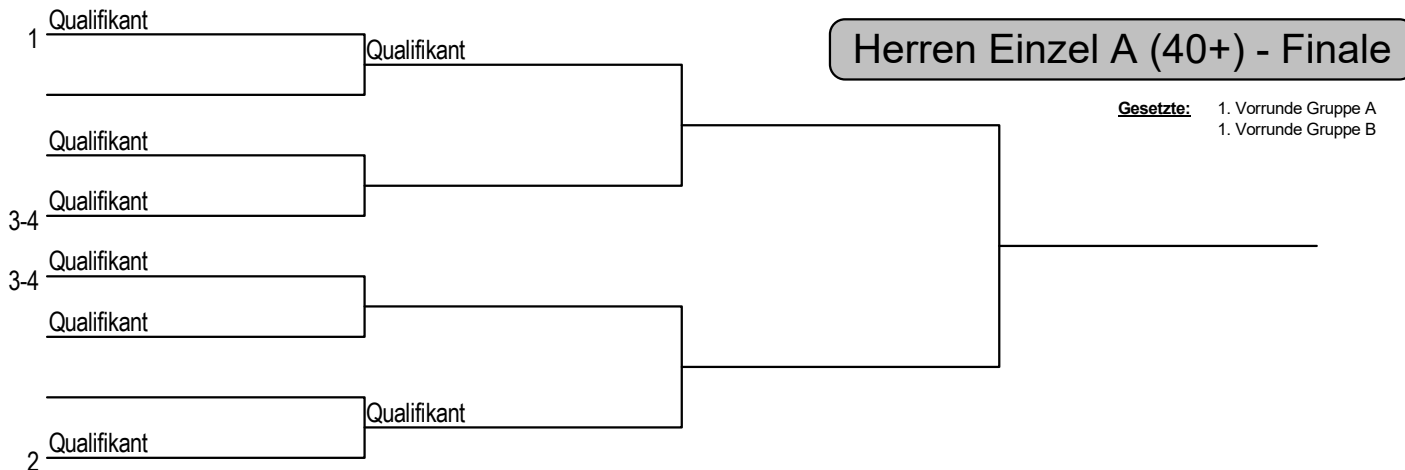 Qualifikant
1
Qualifikant
Herren Einzel A (40+) - Finale
Gesetzte: 1. Vorrunde Gruppe A
1. Vorrunde Gruppe B
Qualifikant
Qualifikant
3-4
Qualifikant
3-4
Qualifikant
Qualifikant
Qualifikant
2